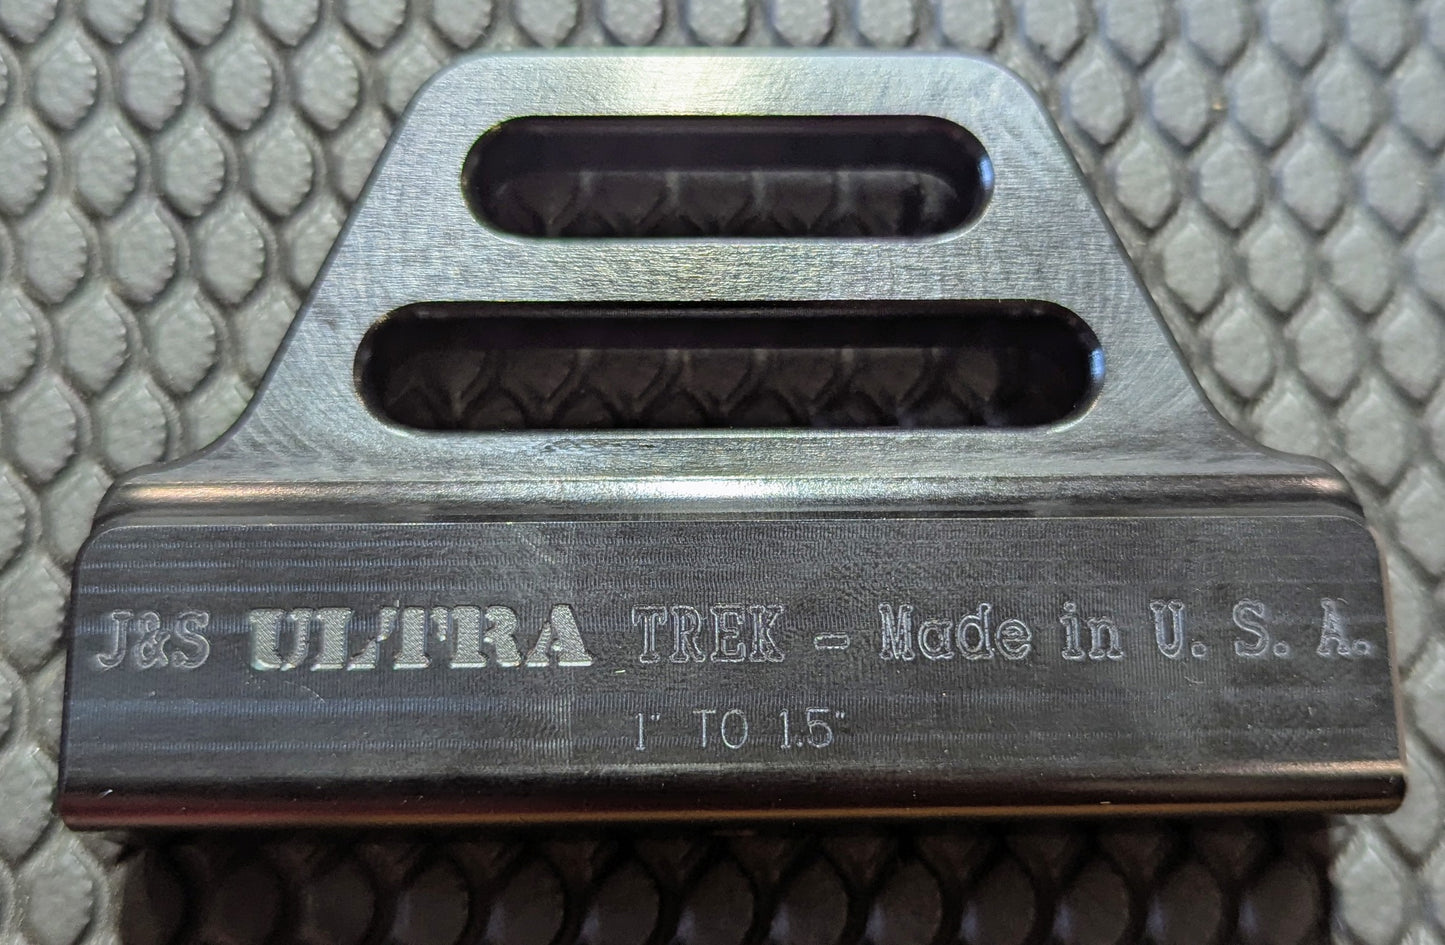 J&S ULTRA TREK - Made in U. S. A.
1" TO 1.5"